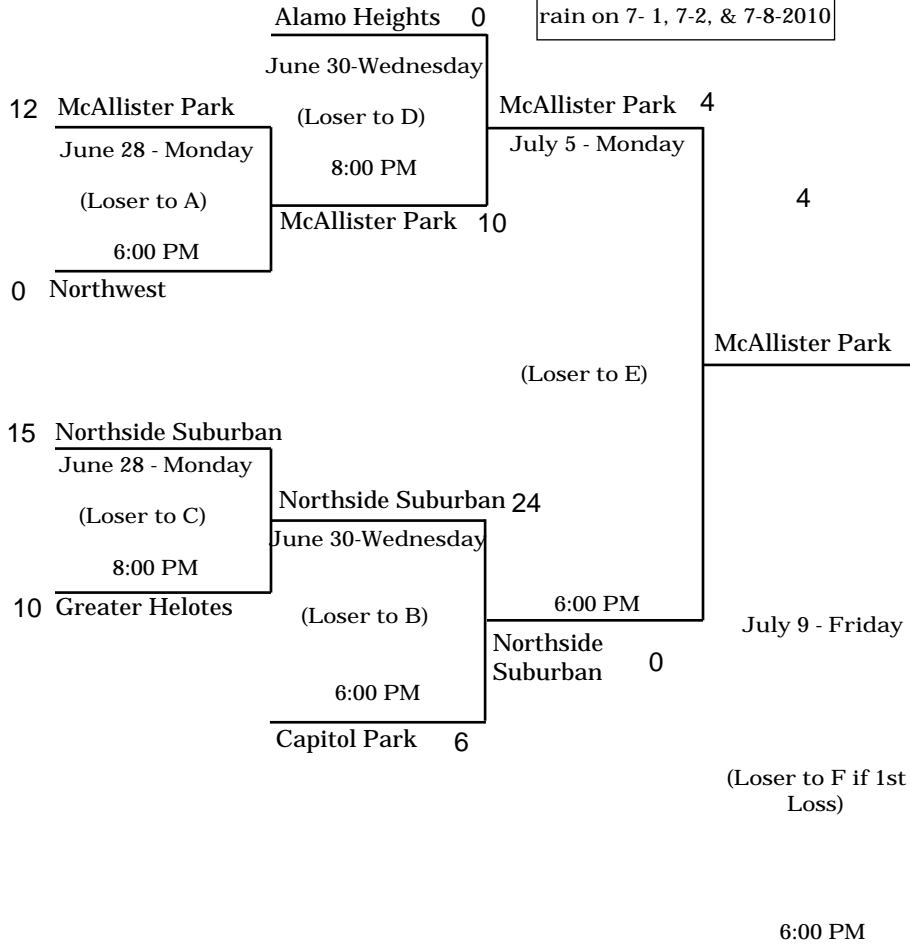 Alamo Heights 0
rain on 7- 1, 7-2, & 7-8-2010
June 30-Wednesday
12 McAllister Park
(Loser to D)
McAllister Park 4
June 28 - Monday
July 5 - Monday
8:00 PM
(Loser to A)
4
McAllister Park 10
6:00 PM
0 Northwest
McAllister Park
(Loser to E)
15 Northside Suburban
June 28 - Monday
Northside Suburban 24
(Loser to C)
June 30-Wednesday
8:00 PM
10 Greater Helotes
(Loser to B)
6:00 PM
July 9 - Friday
Northside
Suburban 0
6:00 PM
Capitol Park 6
(Loser to F if 1st
Loss)
6:00 PM